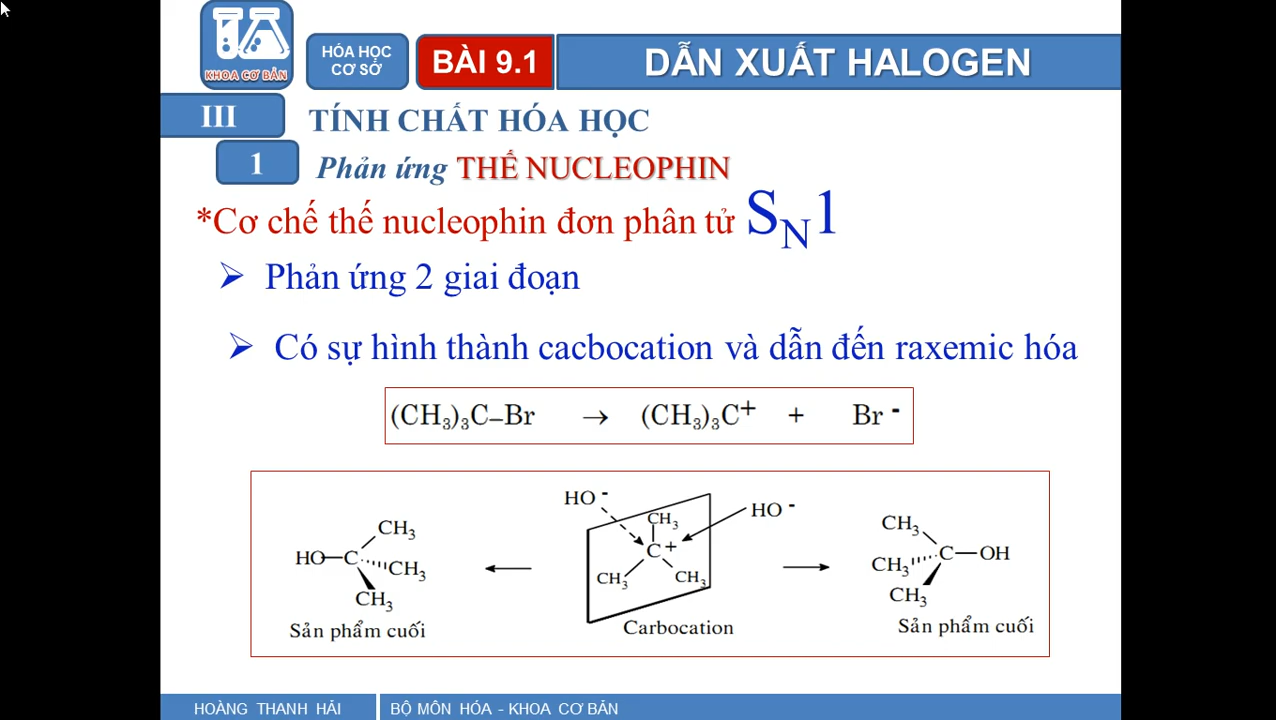 KHOA CƠ BẢN
HÓA HỌC
CƠ SỞ
BÀI 9.1
DẪN XUẤT HALOGEN
III
TÍNH CHẤT HÓA HỌC
1
Phản ứng THẾ NUCLEOPHIN
*Cơ chế thế nucleophin đơn phân tử S_N1
➢ Phản ứng 2 giai đoạn
➢ Có sự hình thành cacbocation và dẫn đến raxemic hóa
(CH₃)₃C–Br → (CH₃)₃C⁺ + Br⁻
HO⁻
HO⁻
CH₃
HO–C
CH₃
CH₃
Sản phẩm cuối
CH₃
C⁺
CH₃
CH₃
Carbocation
CH₃
CH₃
C–OH
CH₃
Sản phẩm cuối
HOÀNG THANH HẢI
BỘ MÔN HÓA - KHOA CƠ BẢN